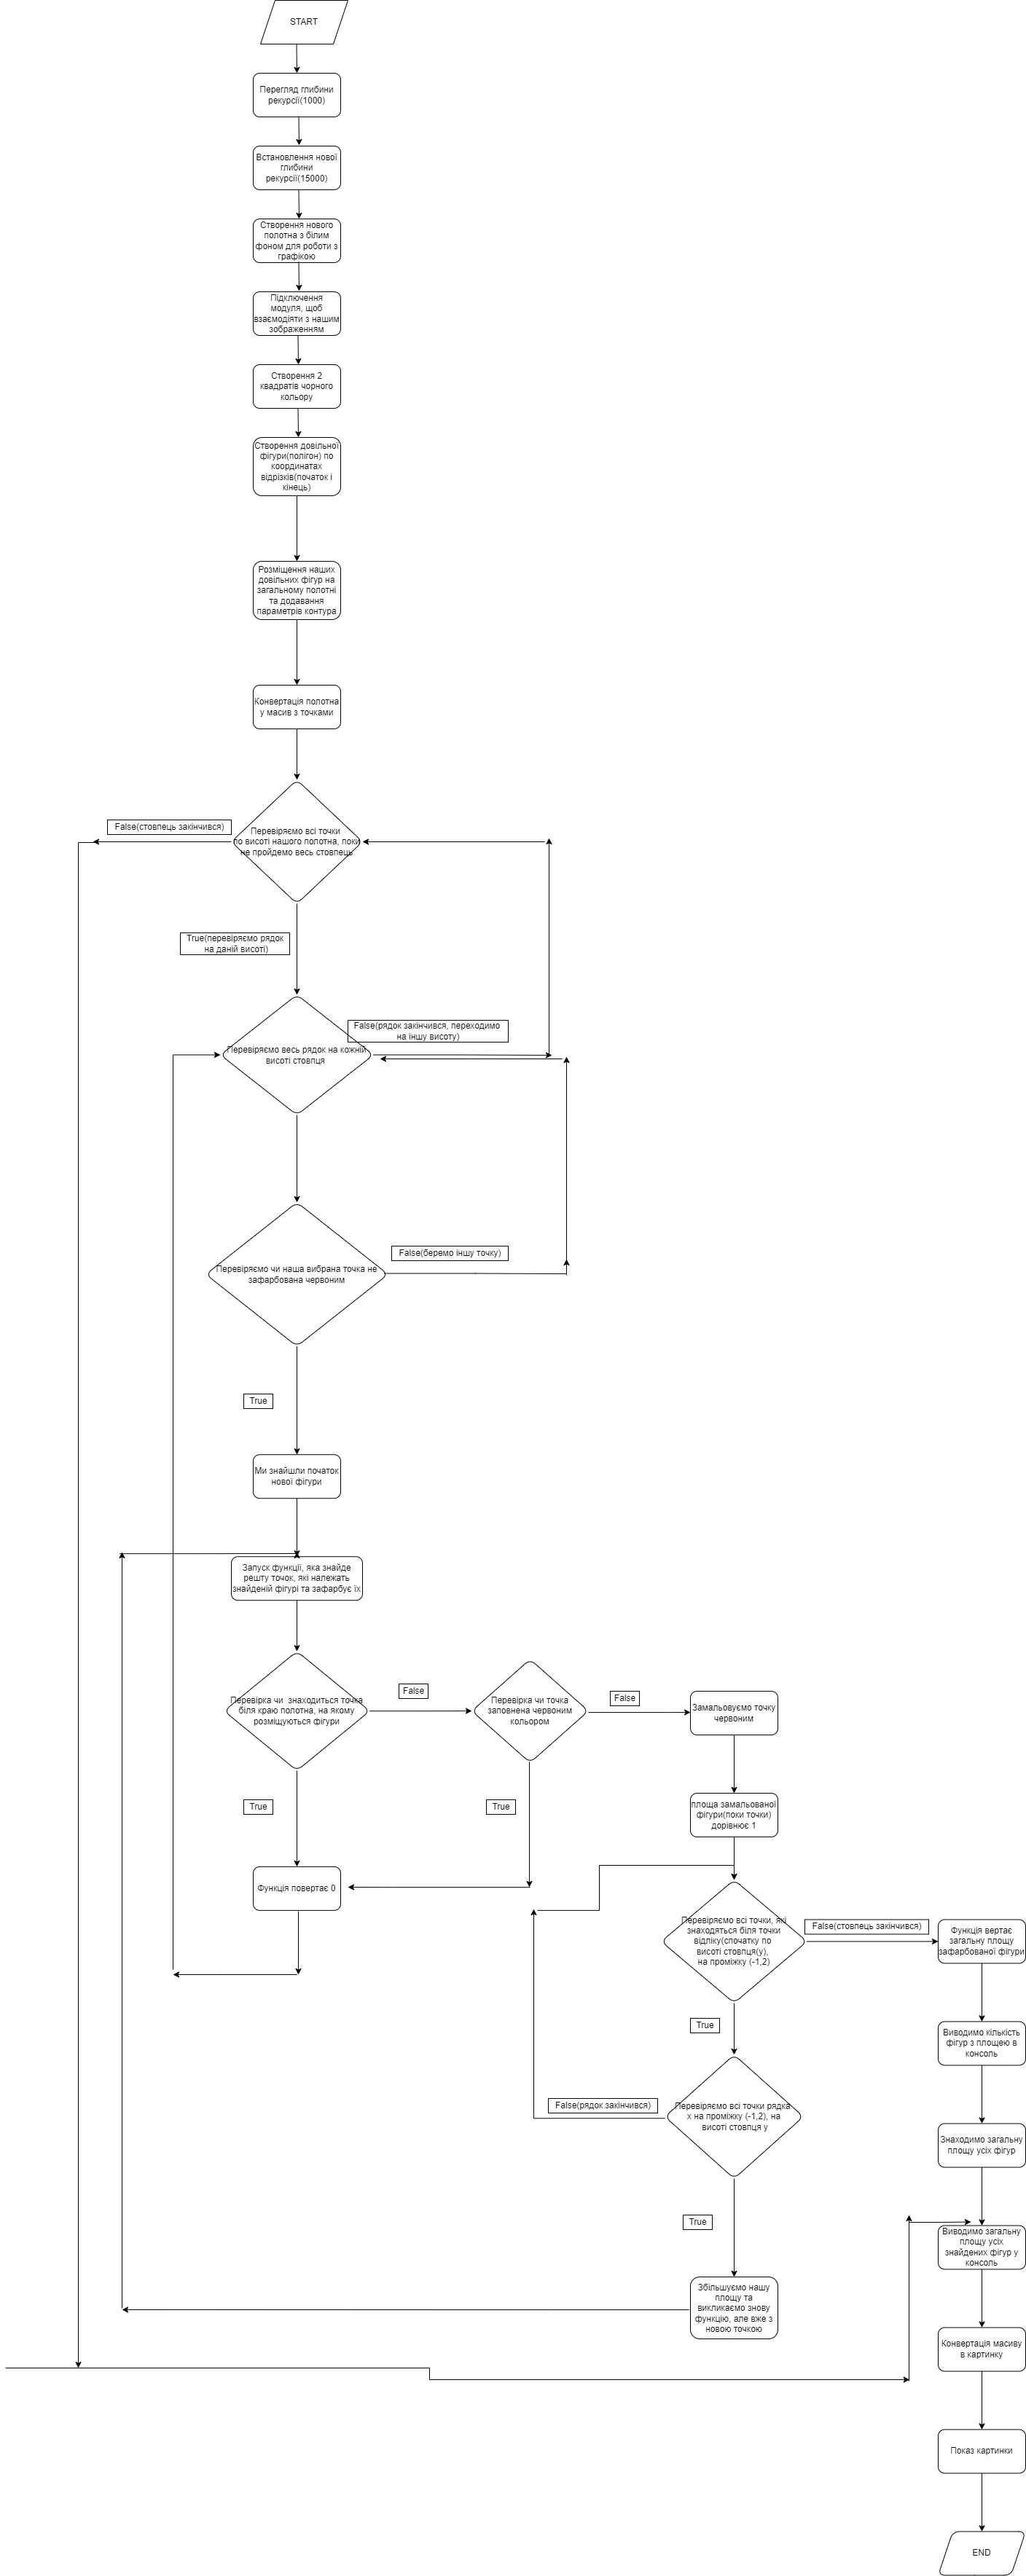 START
Перегляд глибини
рекурсії(1000)
Встановлення нової
глибини
рекурсії(15000)
Створення нового
полотна з білим
фоном для роботи з
графікою
Підключення
модуля, щоб
взаємодіяти з нашим
зображенням
Створення 2
квадратів чорного
кольору
Створення довільної
фігури(полігон) по
координатах
відрізків(початок і
кінець)
Розміщення наших
довільних фігур на
загальному полотні
та додавання
параметрів контура
Конвертація полотна
у масив з точками
False(стовпець закінчився)
Перевіряємо всі точки
по висоті нашого полотна, поки
не пройдемо весь стовпець
True(перевіряємо рядок
на даній висоті)
False(рядок закінчився, переходимо
на іншу висоту)
Перевіряємо весь рядок на кожній
висоті стовпця
False(беремо іншу точку)
Перевіряємо чи наша вибрана точка не
зафарбована червоним
True
Ми знайшли початок
нової фігури
Запуск функції, яка знайде
решту точок, які належать
знайденій фігурі та зафарбує їх
Перевірка чи  знаходиться точка
біля краю полотна, на якому
розміщуються фігури
False
Перевірка чи точка
заповнена червоним
кольором
False
Замальовуємо точку
червоним
True
True
площа замальованої
фігури(поки точки)
дорівнює 1
Функція повертає 0
Перевіряємо всі точки, які
знаходяться біля точки
відліку(спочатку по
висоті стовпця(y),
на проміжку (-1,2)
False(стовпець закінчився)
Функція вертає
загальну площу
зафарбованої фігури
True
Виводимо кількість
фігур з площею в
консоль
False(рядок закінчився)
Перевіряємо всі точки рядка
x на проміжку (-1,2), на
висоті стовпця y
Знаходимо загальну
площу усіх фігур
True
Виводимо загальну
площу усіх
знайдених фігур у
консоль
Збільшуємо нашу
площу та
викликаємо знову
функцію, але вже з
новою точкою
Конвертація масиву
в картинку
Показ картинки
END